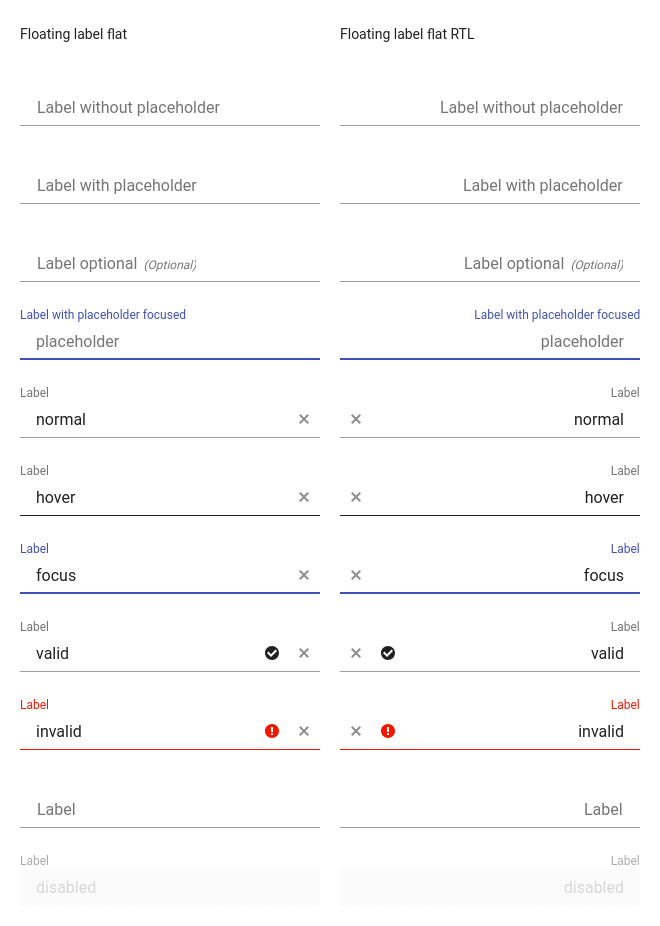 Floating label flat
Floating label flat RTL
Label without placeholder
Label without placeholder
Label with placeholder
Label with placeholder
Label optional (Optional)
Label optional (Optional)
Label with placeholder focused
Label with placeholder focused
placeholder
placeholder
Label
Label
normal
normal
Label
Label
hover
hover
Label
Label
focus
focus
Label
Label
valid
valid
Label
Label
invalid
invalid
Label
Label
Label
Label
disabled
disabled